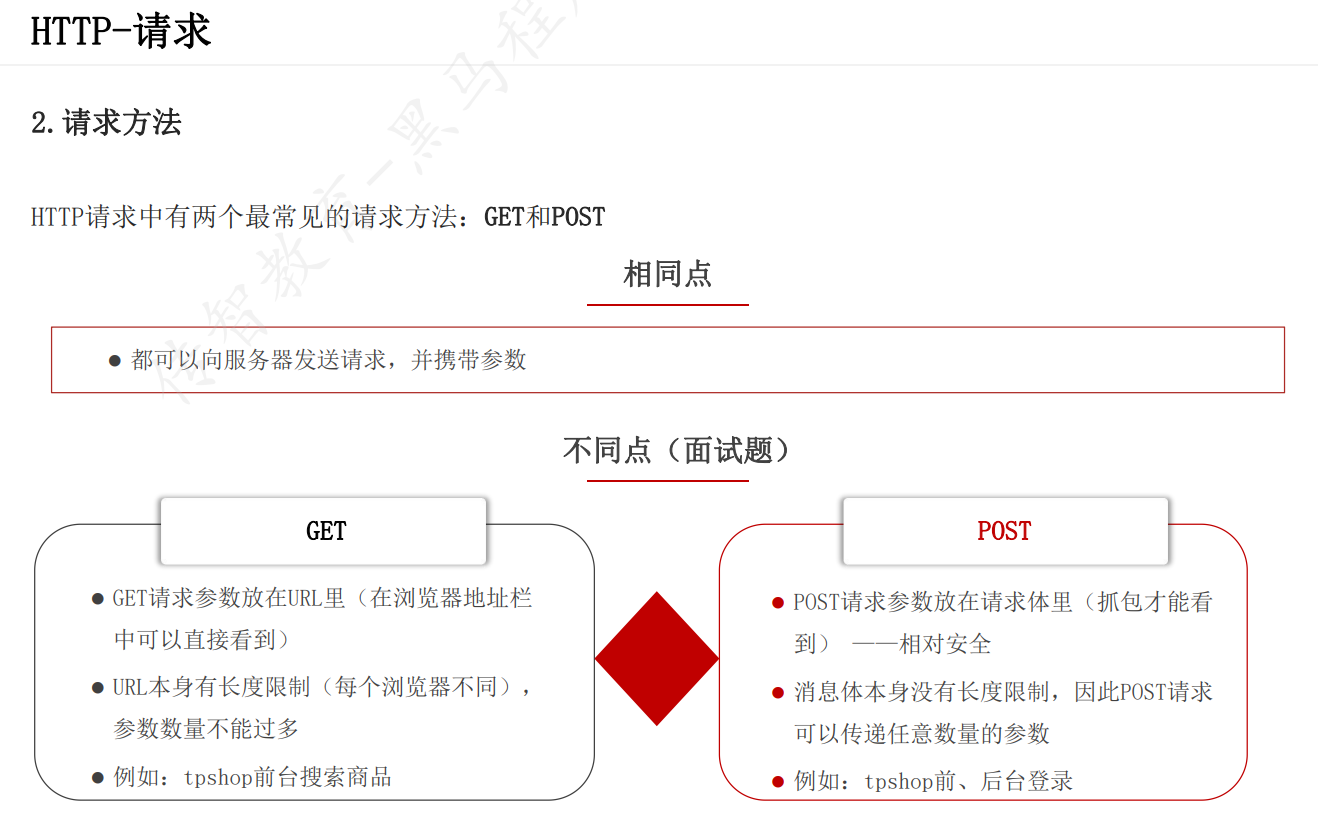 HTTP-请求
2.请求方法
HTTP请求中有两个最常见的请求方法：GET和POST
相同点
● 都可以向服务器发送请求，并携带参数
不同点（面试题）
GET
● GET请求参数放在URL里（在浏览器地址栏
中可以直接看到）
● URL本身有长度限制（每个浏览器不同），
参数数量不能过多
● 例如：tpshop前台搜索商品
POST
● POST请求参数放在请求体里（抓包才能看
到） ——相对安全
● 消息体本身没有长度限制，因此POST请求
可以传递任意数量的参数
● 例如：tpshop前、后台登录
传智教育-黑马程